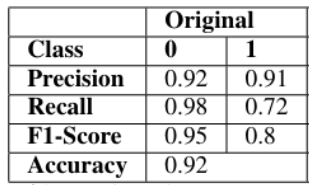 Original
Class 0 1
Precision 0.92 0.91
Recall 0.98 0.72
F1-Score 0.95 0.8
Accuracy 0.92